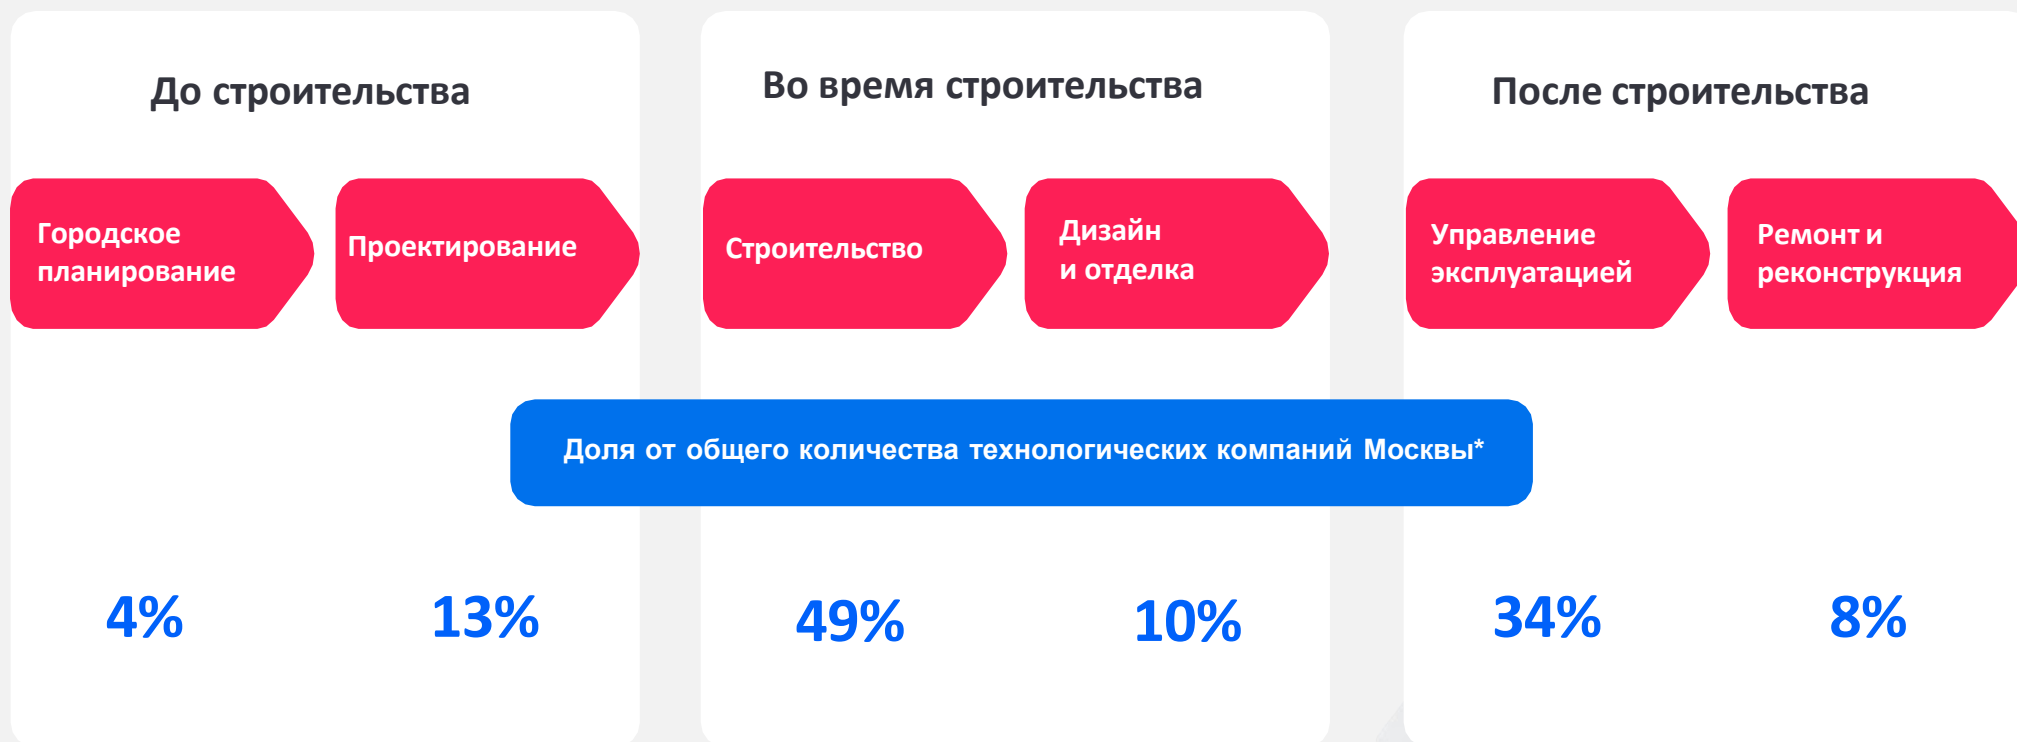 До строительства
Во время строительства
После строительства
Городское
планирование
Проектирование
Строительство
Дизайн
и отделка
Управление
эксплуатацией
Ремонт и
реконструкция
Доля от общего количества технологических компаний Москвы*
4%
13%
49%
10%
34%
8%